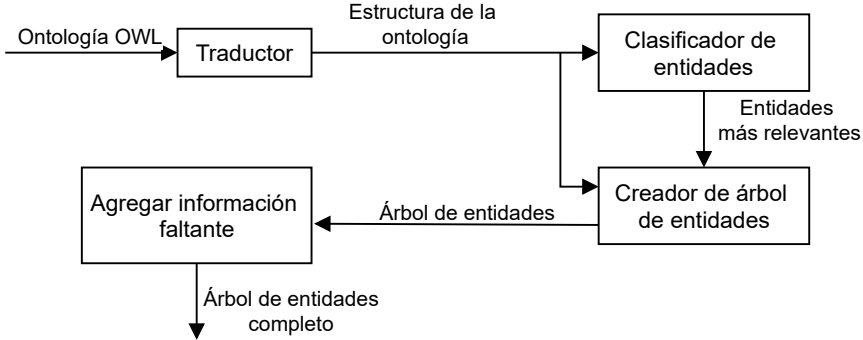 Ontología OWL
Traductor
Estructura de la
ontología
Clasificador de
entidades
Entidades
más relevantes
Creador de árbol
de entidades
Árbol de entidades
Agregar información
faltante
Árbol de entidades
completo